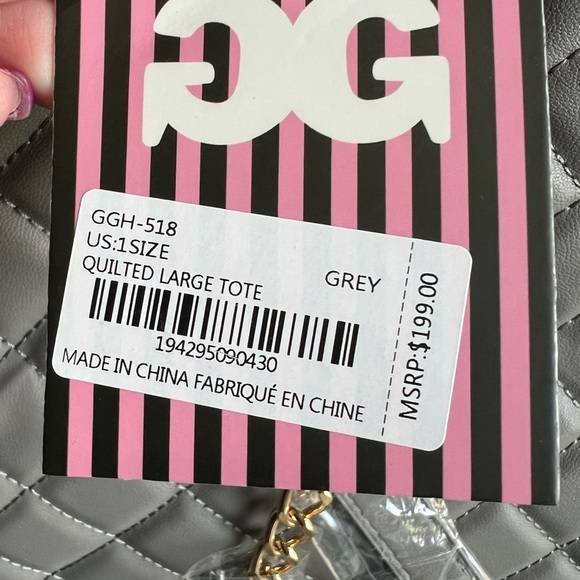 GG
GGH-518
US:1SIZE
QUILTED LARGE TOTE GREY
194295090430
MADE IN CHINA FABRIQUÉ EN CHINE
MSRP:$199.00